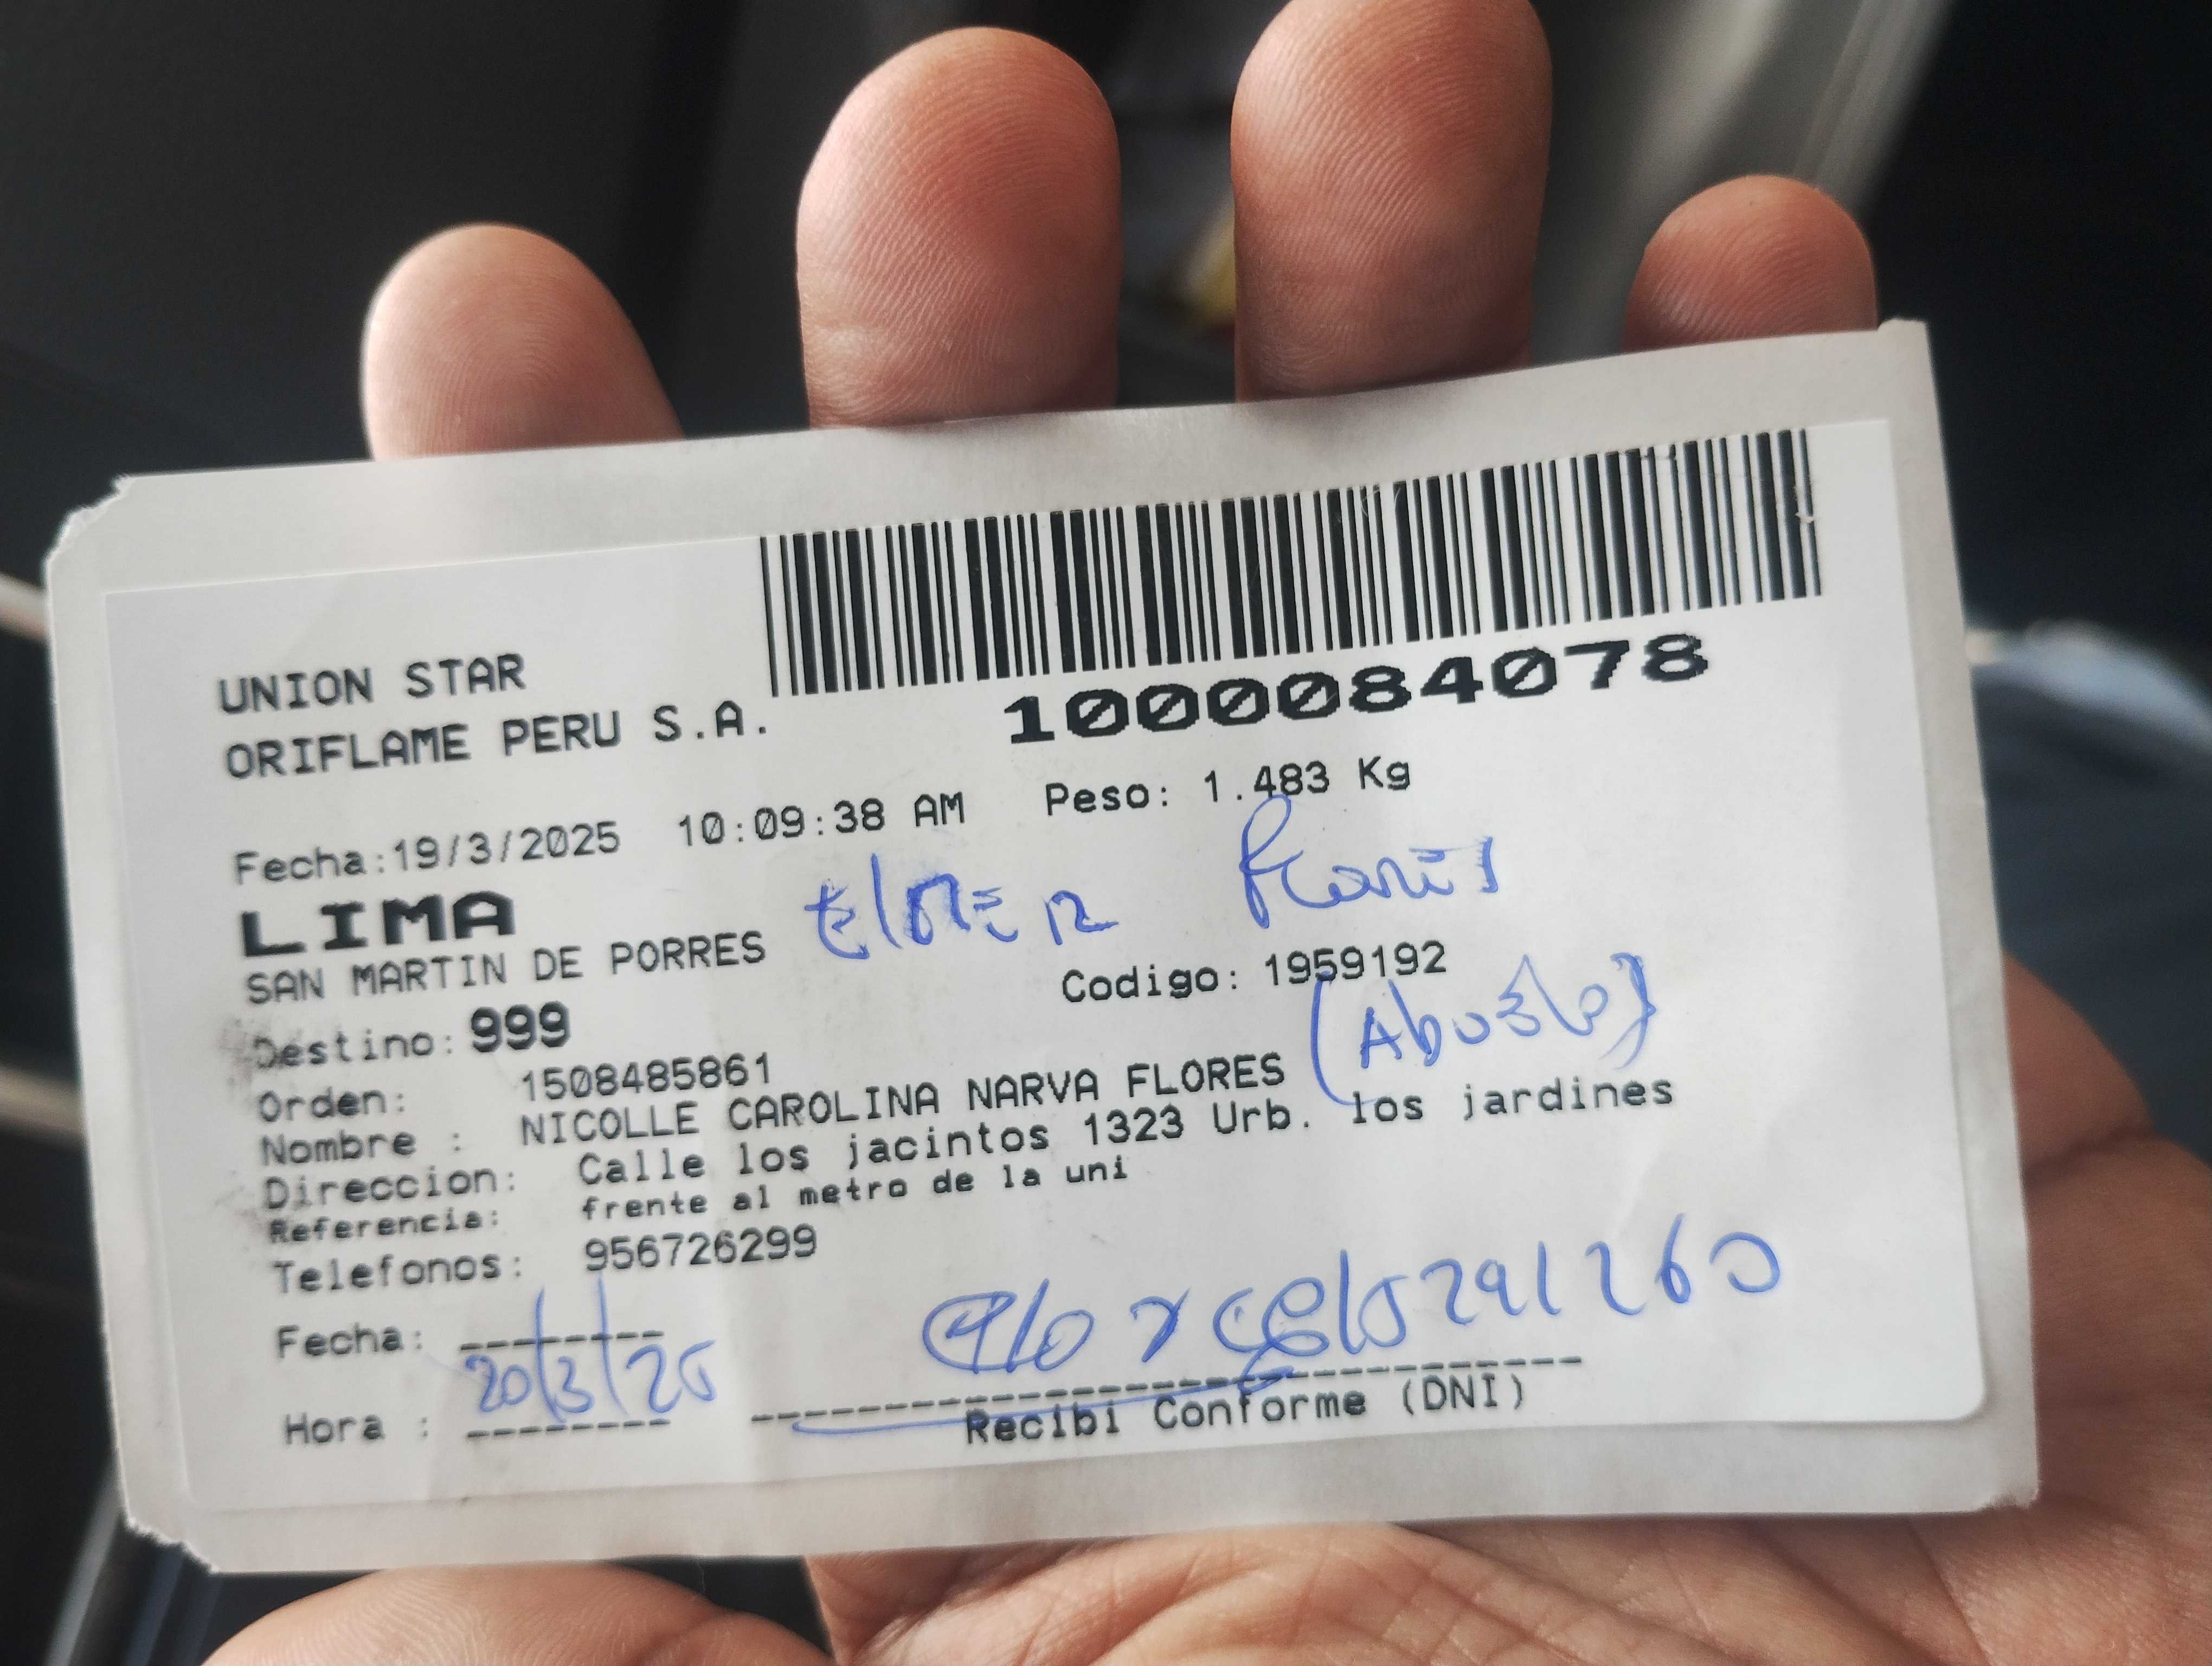 UNION STAR
ORIFLAME PERU S.A.
1000084078
Fecha:19/3/2025 10:09:38 AM Peso: 1.483 Kg
LIMA
SAN MARTIN DE PORRES
Codigo: 1959192
(Abuelo)
Destino: 999
Orden: 1508485861
Nombre : NICOLLE CAROLINA NARVA FLORES
Direccion: Calle los jacintos 1323 Urb. los jardines
Referencia: frente al metro de la uni
Telefonos: 956726299
Fecha: --------
20/3/25
Hora : --------
Recibi Conforme (DNI)